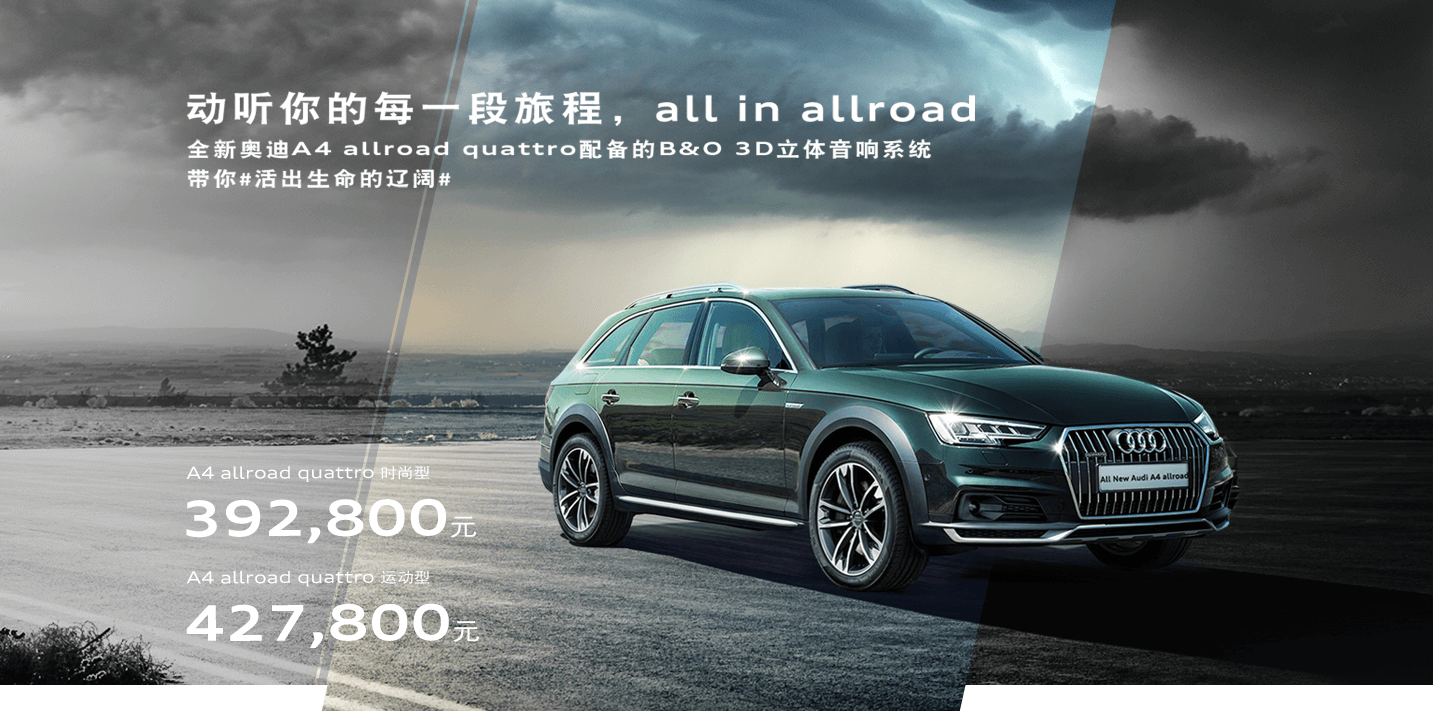 动听你的每一段旅程，all in allroad
全新奥迪A4 allroad quattro配备的B&O 3D立体音响系统
带你#活出生命的辽阔#
A4 allroad quattro 时尚型
392,800元
A4 allroad quattro 运动型
427,800元
All New Audi A4 allroad